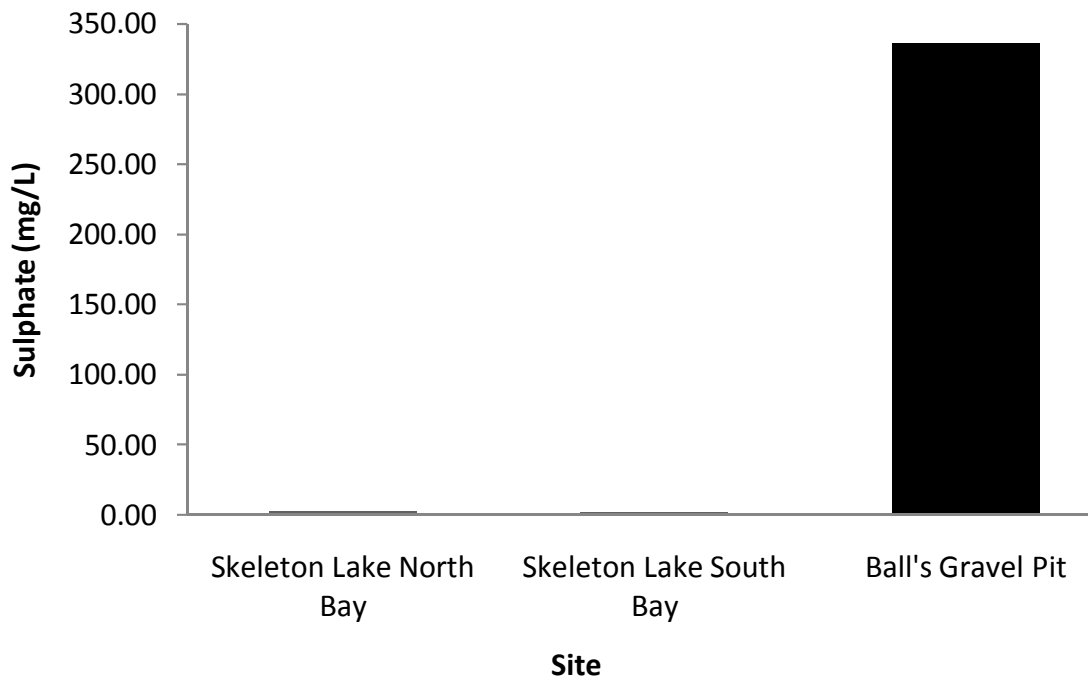 350.00
300.00
250.00
200.00
150.00
100.00
50.00
0.00
Sulphate (mg/L)
Skeleton Lake North
Bay
Skeleton Lake South
Bay
Ball's Gravel Pit
Site